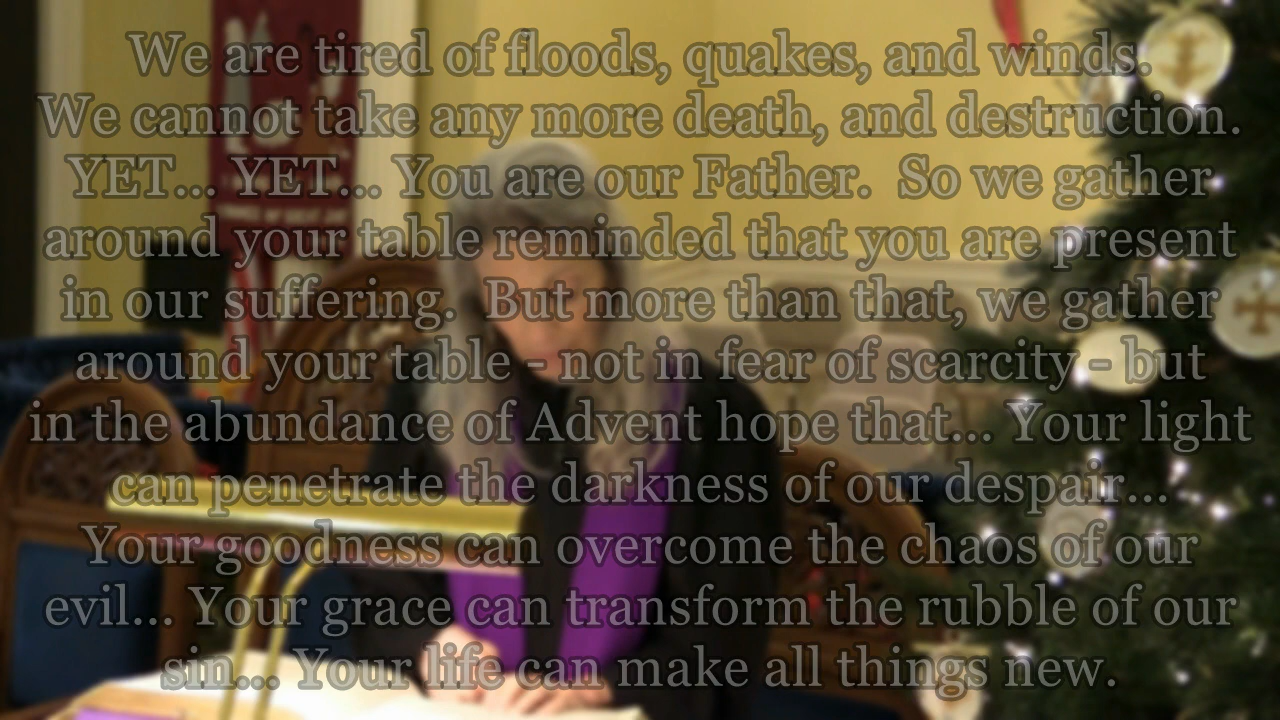 We are tired of floods, quakes, and winds.
We cannot take any more death, and destruction.
YET... YET... You are our Father.  So we gather
around your table reminded that you are present
in our suffering.  But more than that, we gather
around your table - not in fear of scarcity - but
in the abundance of Advent hope that... Your light
can penetrate the darkness of our despair...
Your goodness can overcome the chaos of our
evil... Your grace can transform the rubble of our
sin... Your life can make all things new.